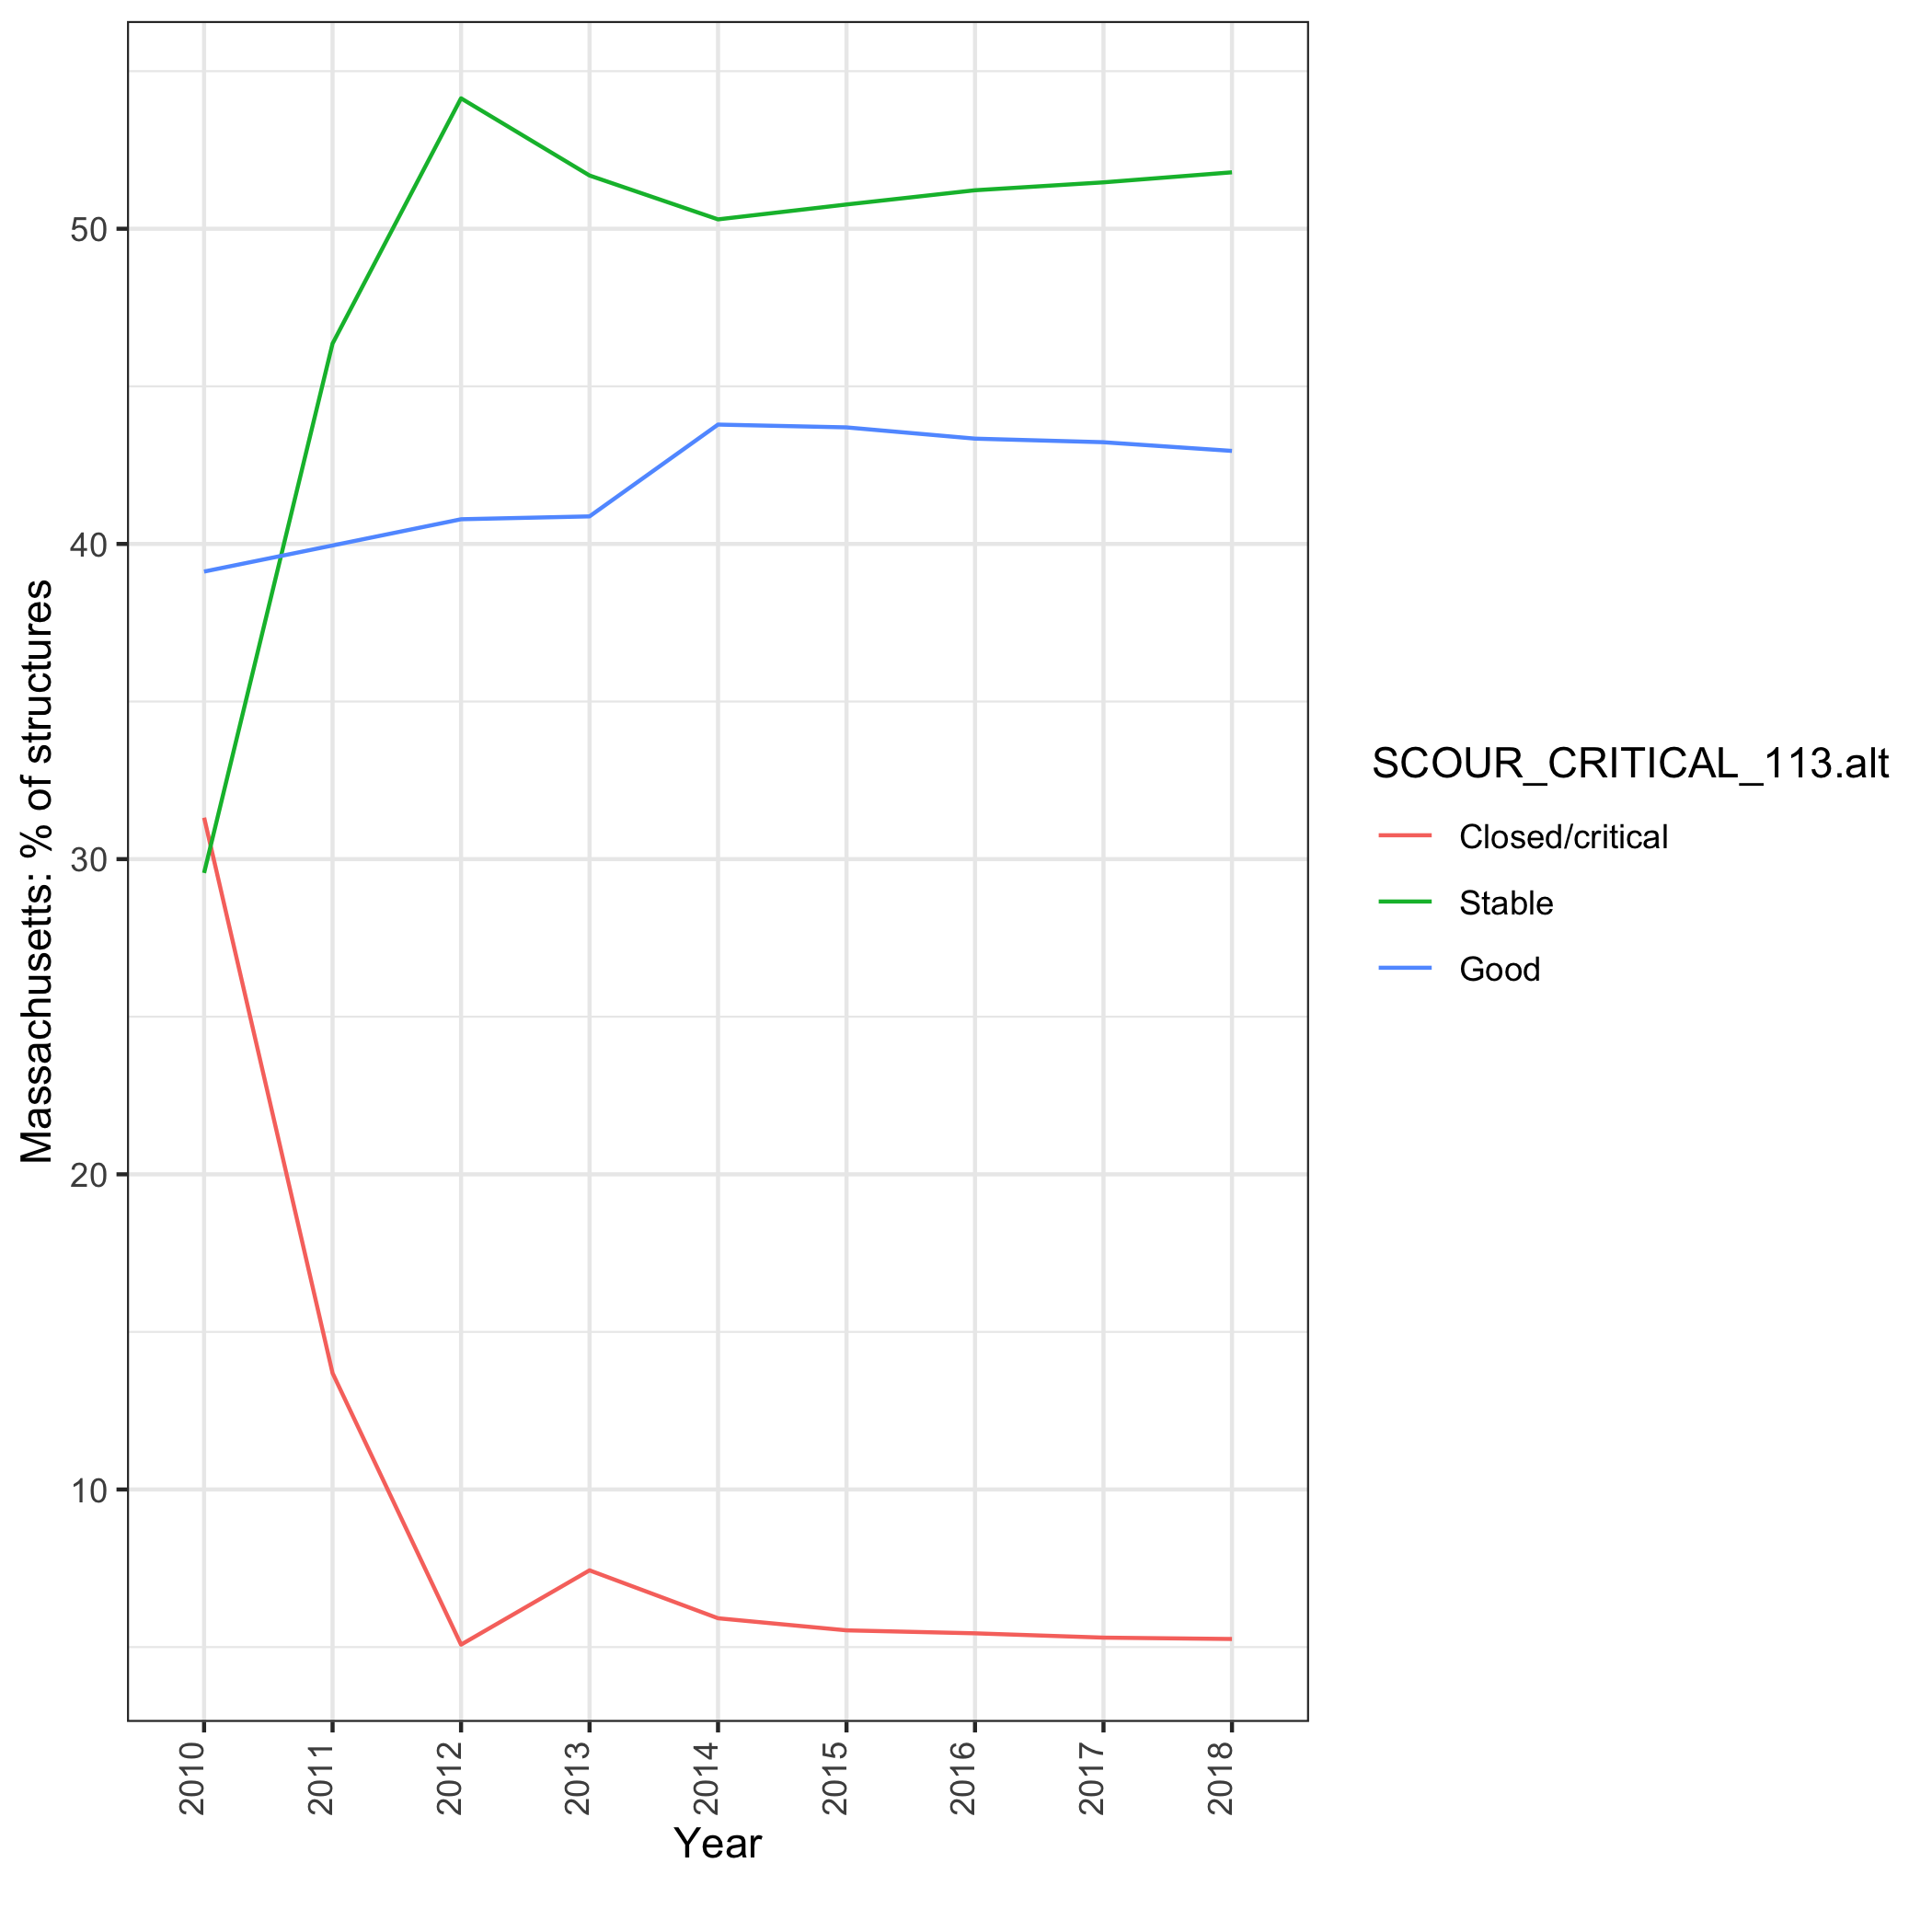 Massachusetts: % of structures
50
40
30
20
10
2010
2011
2012
2013
2014
2015
2016
2017
2018
Year
SCOUR_CRITICAL_113.alt
Closed/critical
Stable
Good